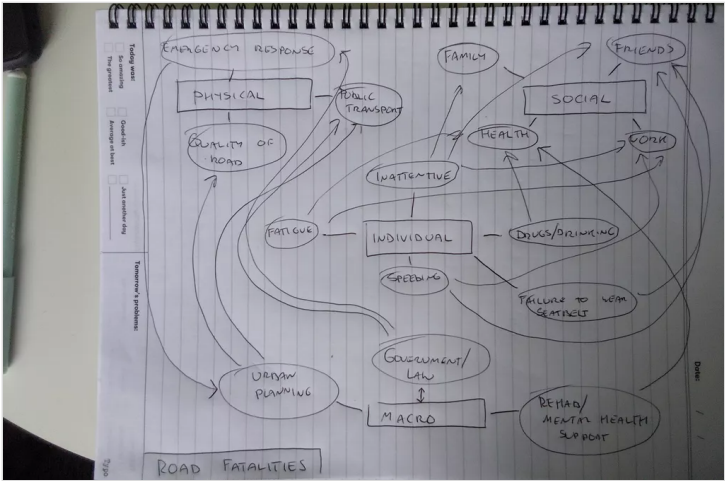 EMERGENCY RESPONSE
PHYSICAL
PUBLIC
TRANSPORT
QUALITY OF
ROAD
FAMILY
FRIENDS
SOCIAL
HEALTH
WORK
INATTENTIVE
FATIGUE
INDIVIDUAL
DRUGS/DRINKING
SPEEDING
FAILURE TO WEAR
SEATBELT
GOVERNMENT/
LAW
URBAN
PLANNING
MACRO
REHAB/
MENTAL HEALTH
SUPPORT
ROAD FATALITIES
Today was:
So amazing
The greatest
Good-ish
Average at best
Just another day
Tomorrow's problems:
Date: / /
Typo